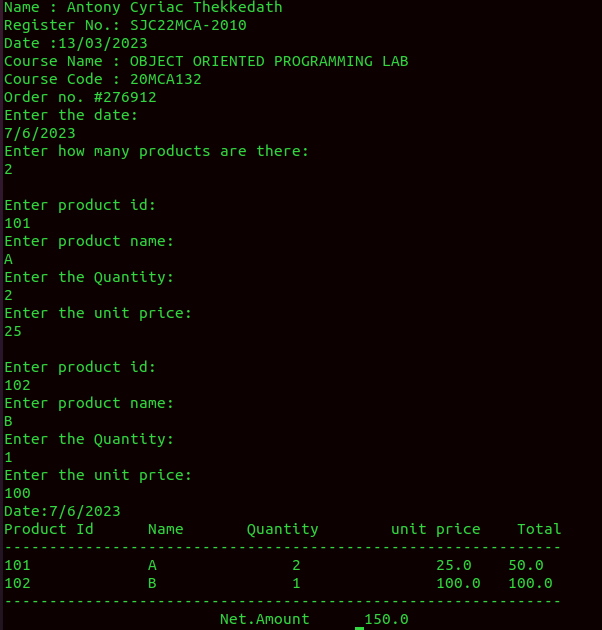 Name : Antony Cyriac Thekkedath
Register No.: SJC22MCA-2010
Date :13/03/2023
Course Name : OBJECT ORIENTED PROGRAMMING LAB
Course Code : 20MCA132
Order no. #276912
Enter the date:
7/6/2023
Enter how many products are there:
2
Enter product id:
101
Enter product name:
A
Enter the Quantity:
2
Enter the unit price:
25
Enter product id:
102
Enter product name:
B
Enter the Quantity:
1
Enter the unit price:
100
Date:7/6/2023
Product Id      Name       Quantity        unit price    Total
--------------------------------------------------------------
101             A               2               25.0    50.0
102             B               1               100.0   100.0
--------------------------------------------------------------
                        Net.Amount      150.0